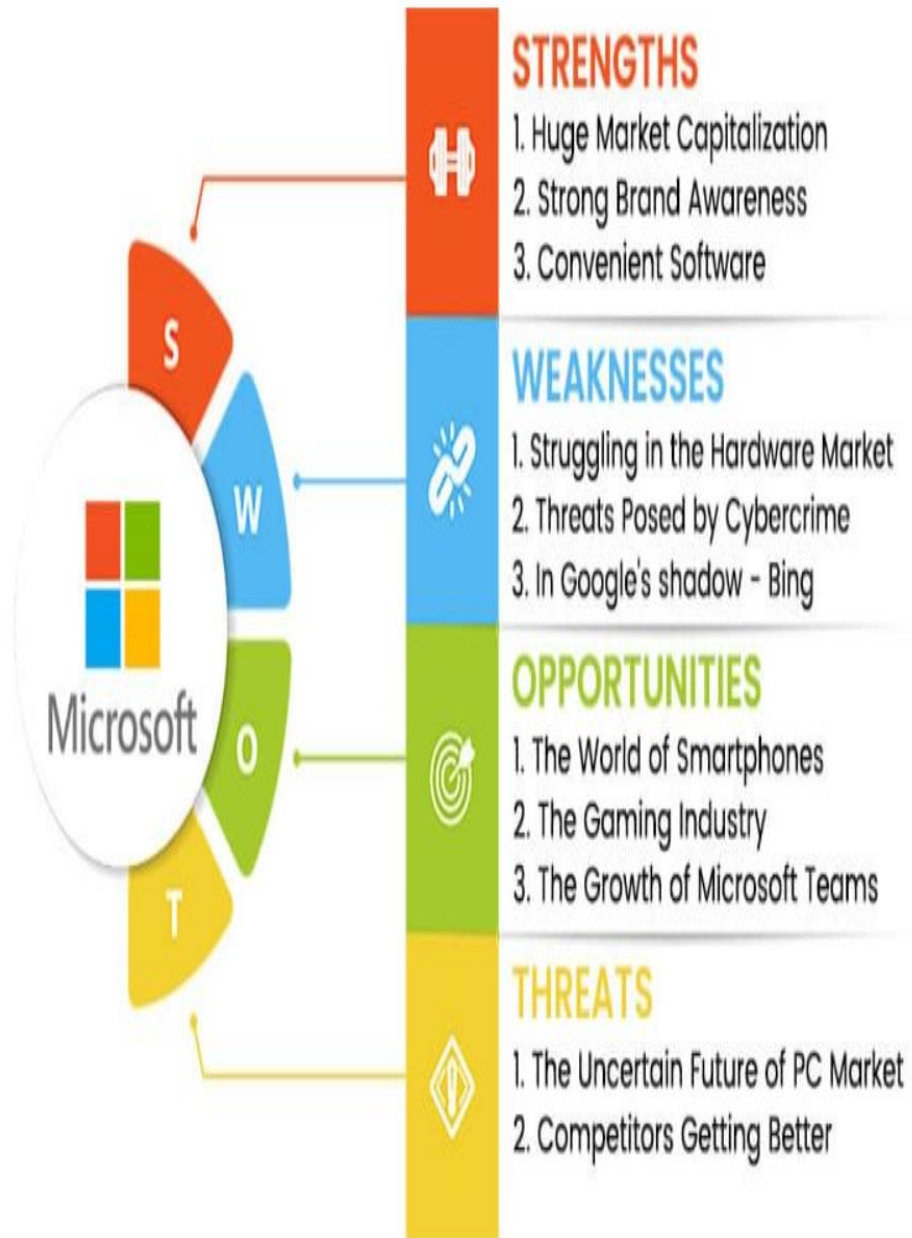 STRENGTHS
1. Huge Market Capitalization
2. Strong Brand Awareness
3. Convenient Software
S
WEAKNESSES
1. Struggling in the Hardware Market
2. Threats Posed by Cybercrime
3. In Google's shadow - Bing
W
Microsoft
OPPORTUNITIES
1. The World of Smartphones
2. The Gaming Industry
3. The Growth of Microsoft Teams
O
THREATS
1. The Uncertain Future of PC Market
2. Competitors Getting Better
T